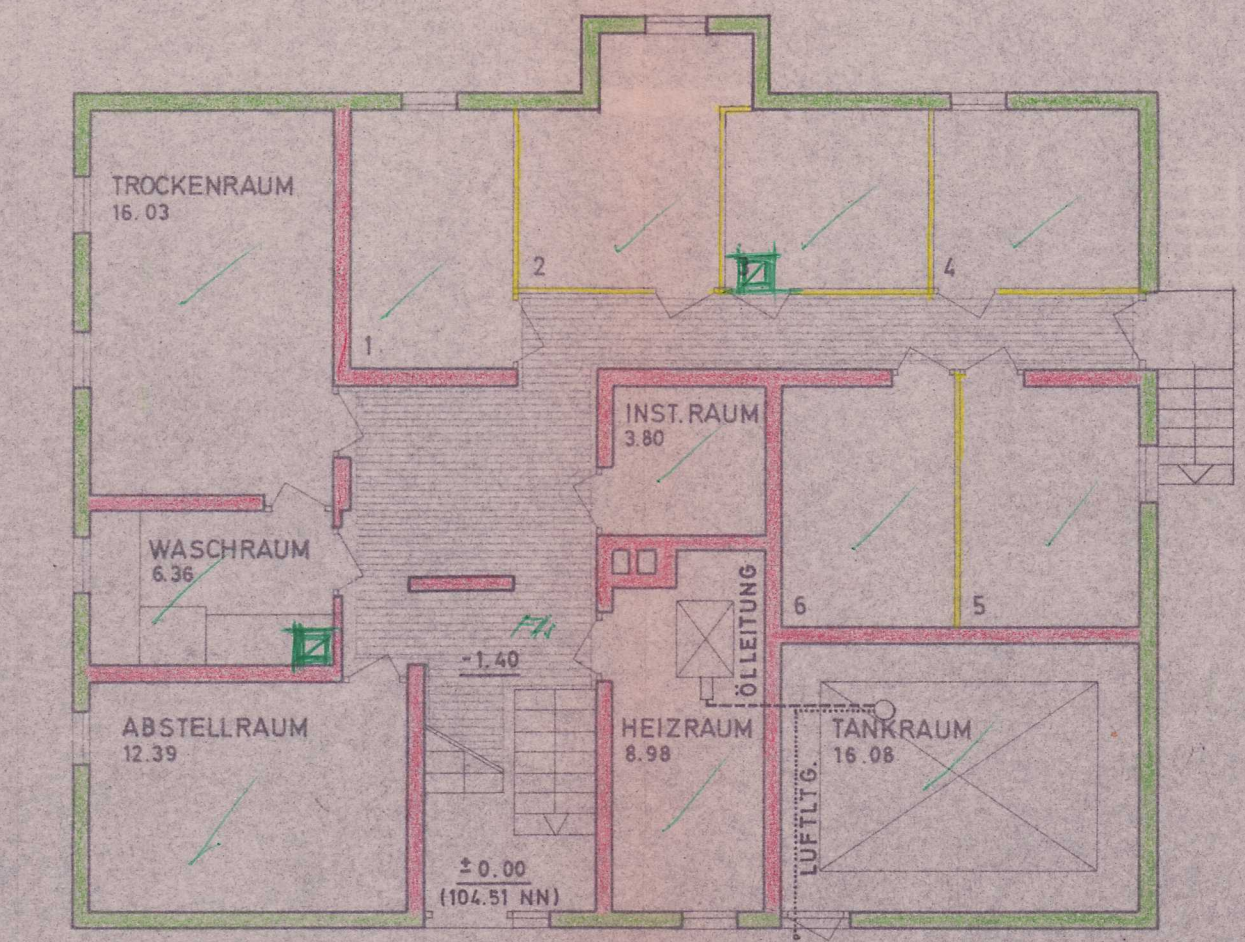 TROCKENRAUM
16.03
1
2
4
INST. RAUM
3.80
WASCHRAUM
6.36
6
5
-1.40
ÖLLEITUNG
ABSTELLRAUM
12.39
HEIZRAUM
8.98
TANKRAUM
16.08
LUFTLTG.
±0.00
(104.51 NN)